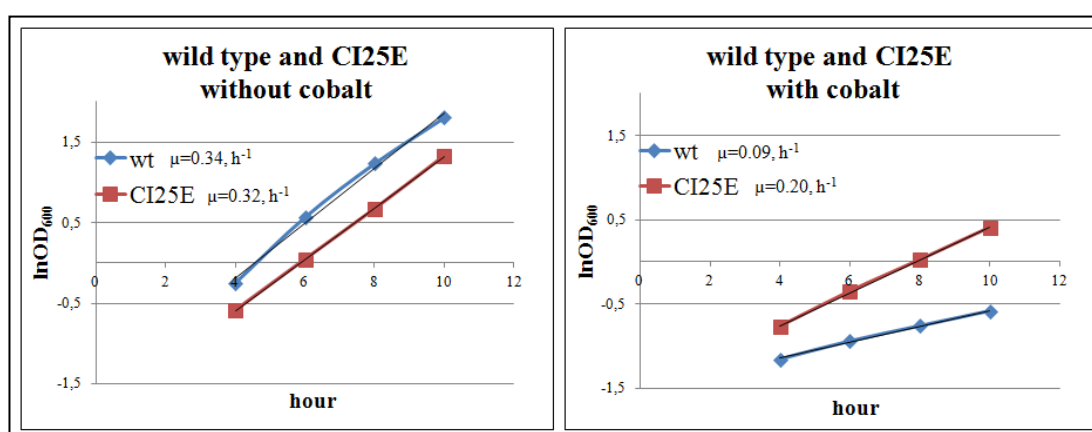 wild type and CI25E
without cobalt
1,5
wt μ=0.34, h-1
CI25E μ=0.32, h-1
0,5
lnOD600
0 2 4 6 8 10 12
-0,5
-1,5
hour
wild type and CI25E
with cobalt
1,5
wt μ=0.09, h-1
CI25E μ=0.20, h-1
0,5
lnOD600
0 2 4 6 8 10 12
-0,5
-1,5
hour